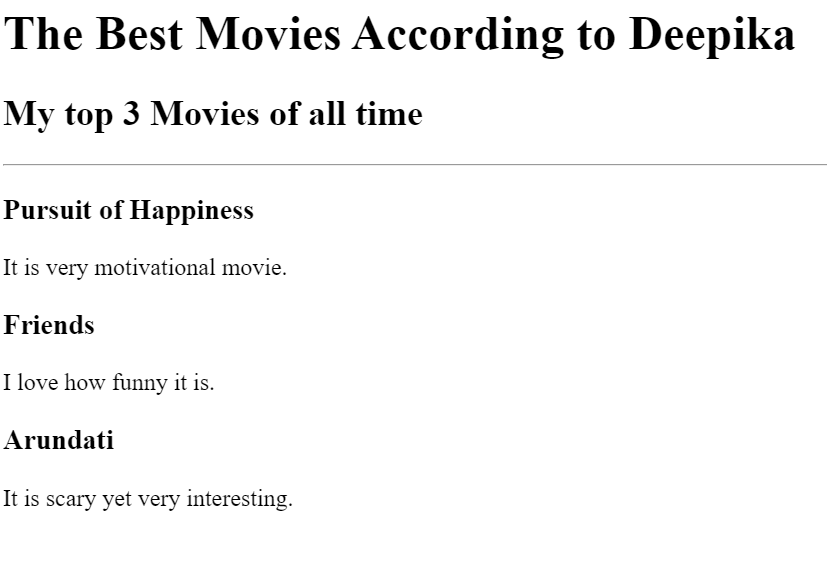 The Best Movies According to Deepika
My top 3 Movies of all time
Pursuit of Happiness
It is very motivational movie.
Friends
I love how funny it is.
Arundati
It is scary yet very interesting.